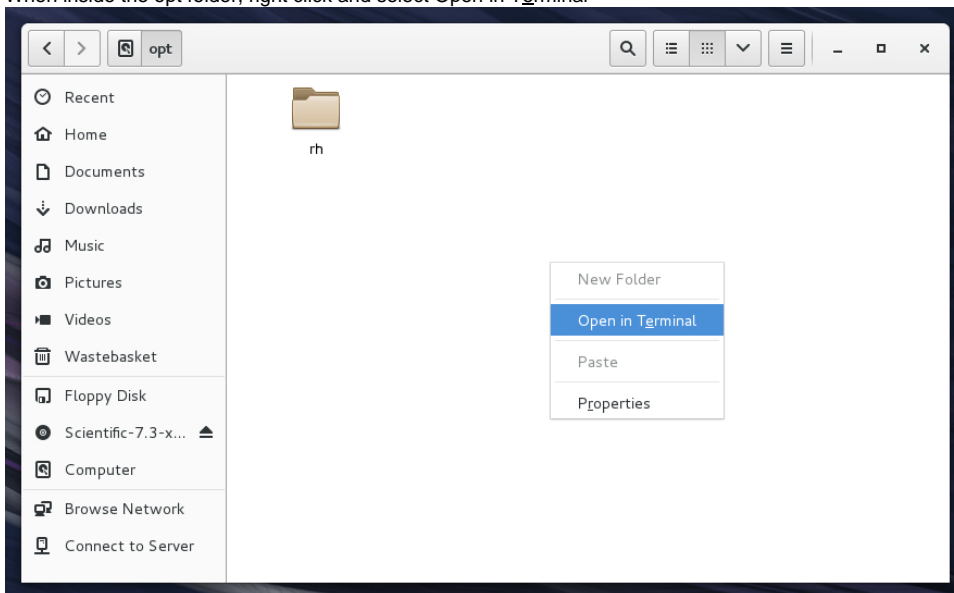 When inside the opt folder, right click and select Open in Terminal
opt
Recent
Home
rh
Documents
Downloads
Music
Pictures
New Folder
Videos
Open in Terminal
Wastebasket
Paste
Floppy Disk
Properties
Scientific-7.3-x...
Computer
Browse Network
Connect to Server